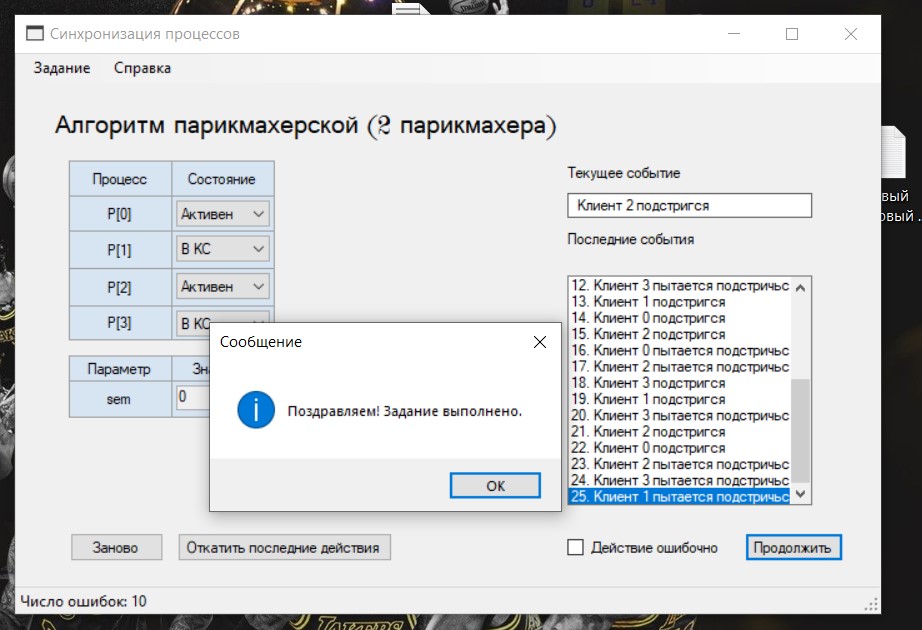 Синхронизация процессов
Задание Справка
Алгоритм парикмахерской (2 парикмахера)
Процесс Состояние
P[0] Активен
P[1] В КС
P[2] Активен
P[3] В КС
Параметр
sem 0
Текущее событие
Клиент 2 подстригся
Последние события
12. Клиент 3 пытается подстричьс
13. Клиент 1 подстригся
14. Клиент 0 подстригся
15. Клиент 2 подстригся
16. Клиент 0 пытается подстричьс
17. Клиент 2 пытается подстричьс
18. Клиент 3 подстригся
19. Клиент 1 подстригся
20. Клиент 3 пытается подстричьс
21. Клиент 2 подстригся
22. Клиент 0 подстригся
23. Клиент 2 пытается подстричьс
24. Клиент 3 пытается подстричьс
25. Клиент 1 пытается подстричьс
Сообщение
Поздравляем! Задание выполнено.
ОК
Заново Откатить последние действия
Действие ошибочно Продолжить
Число ошибок: 10